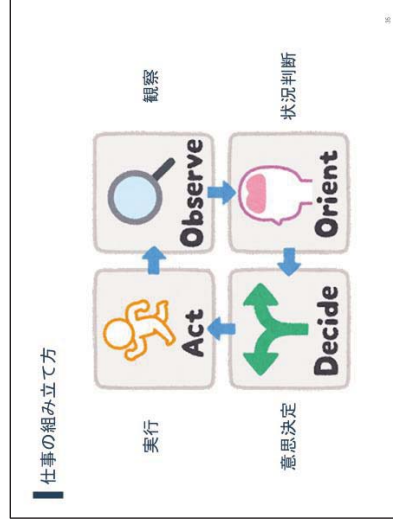 仕事の組み立て方
実行
Act
Observe
観察
意思決定
Decide
Orient
状況判断